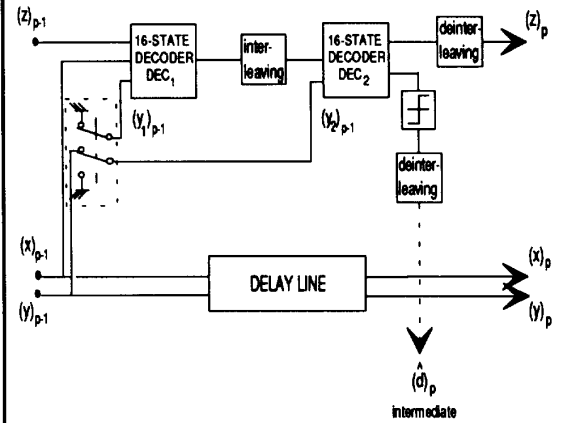 (z)p-1
16-STATE
DECODER
DEC1
inter-
leaving
16-STATE
DECODER
DEC2
deinter-
leaving
(z)p
(y1)p-1
(y2)p-1
deinter-
leaving
(x)p-1
(y)p-1
DELAY LINE
(x)p
(y)p
(d̂)p
intermediate